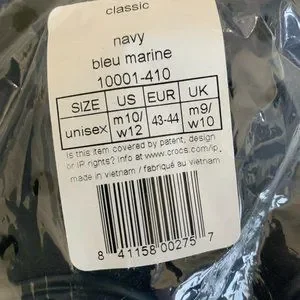 classic
navy
bleu marine
10001-410
SIZE US EUR UK
unisex m10/ w12 43-44 m9/ w10
Is this item covered by patent, design
or IP rights? Info at www.crocs.com/ip.
made in vietnam / fabriqué au vietnam
8 41158 00275 7